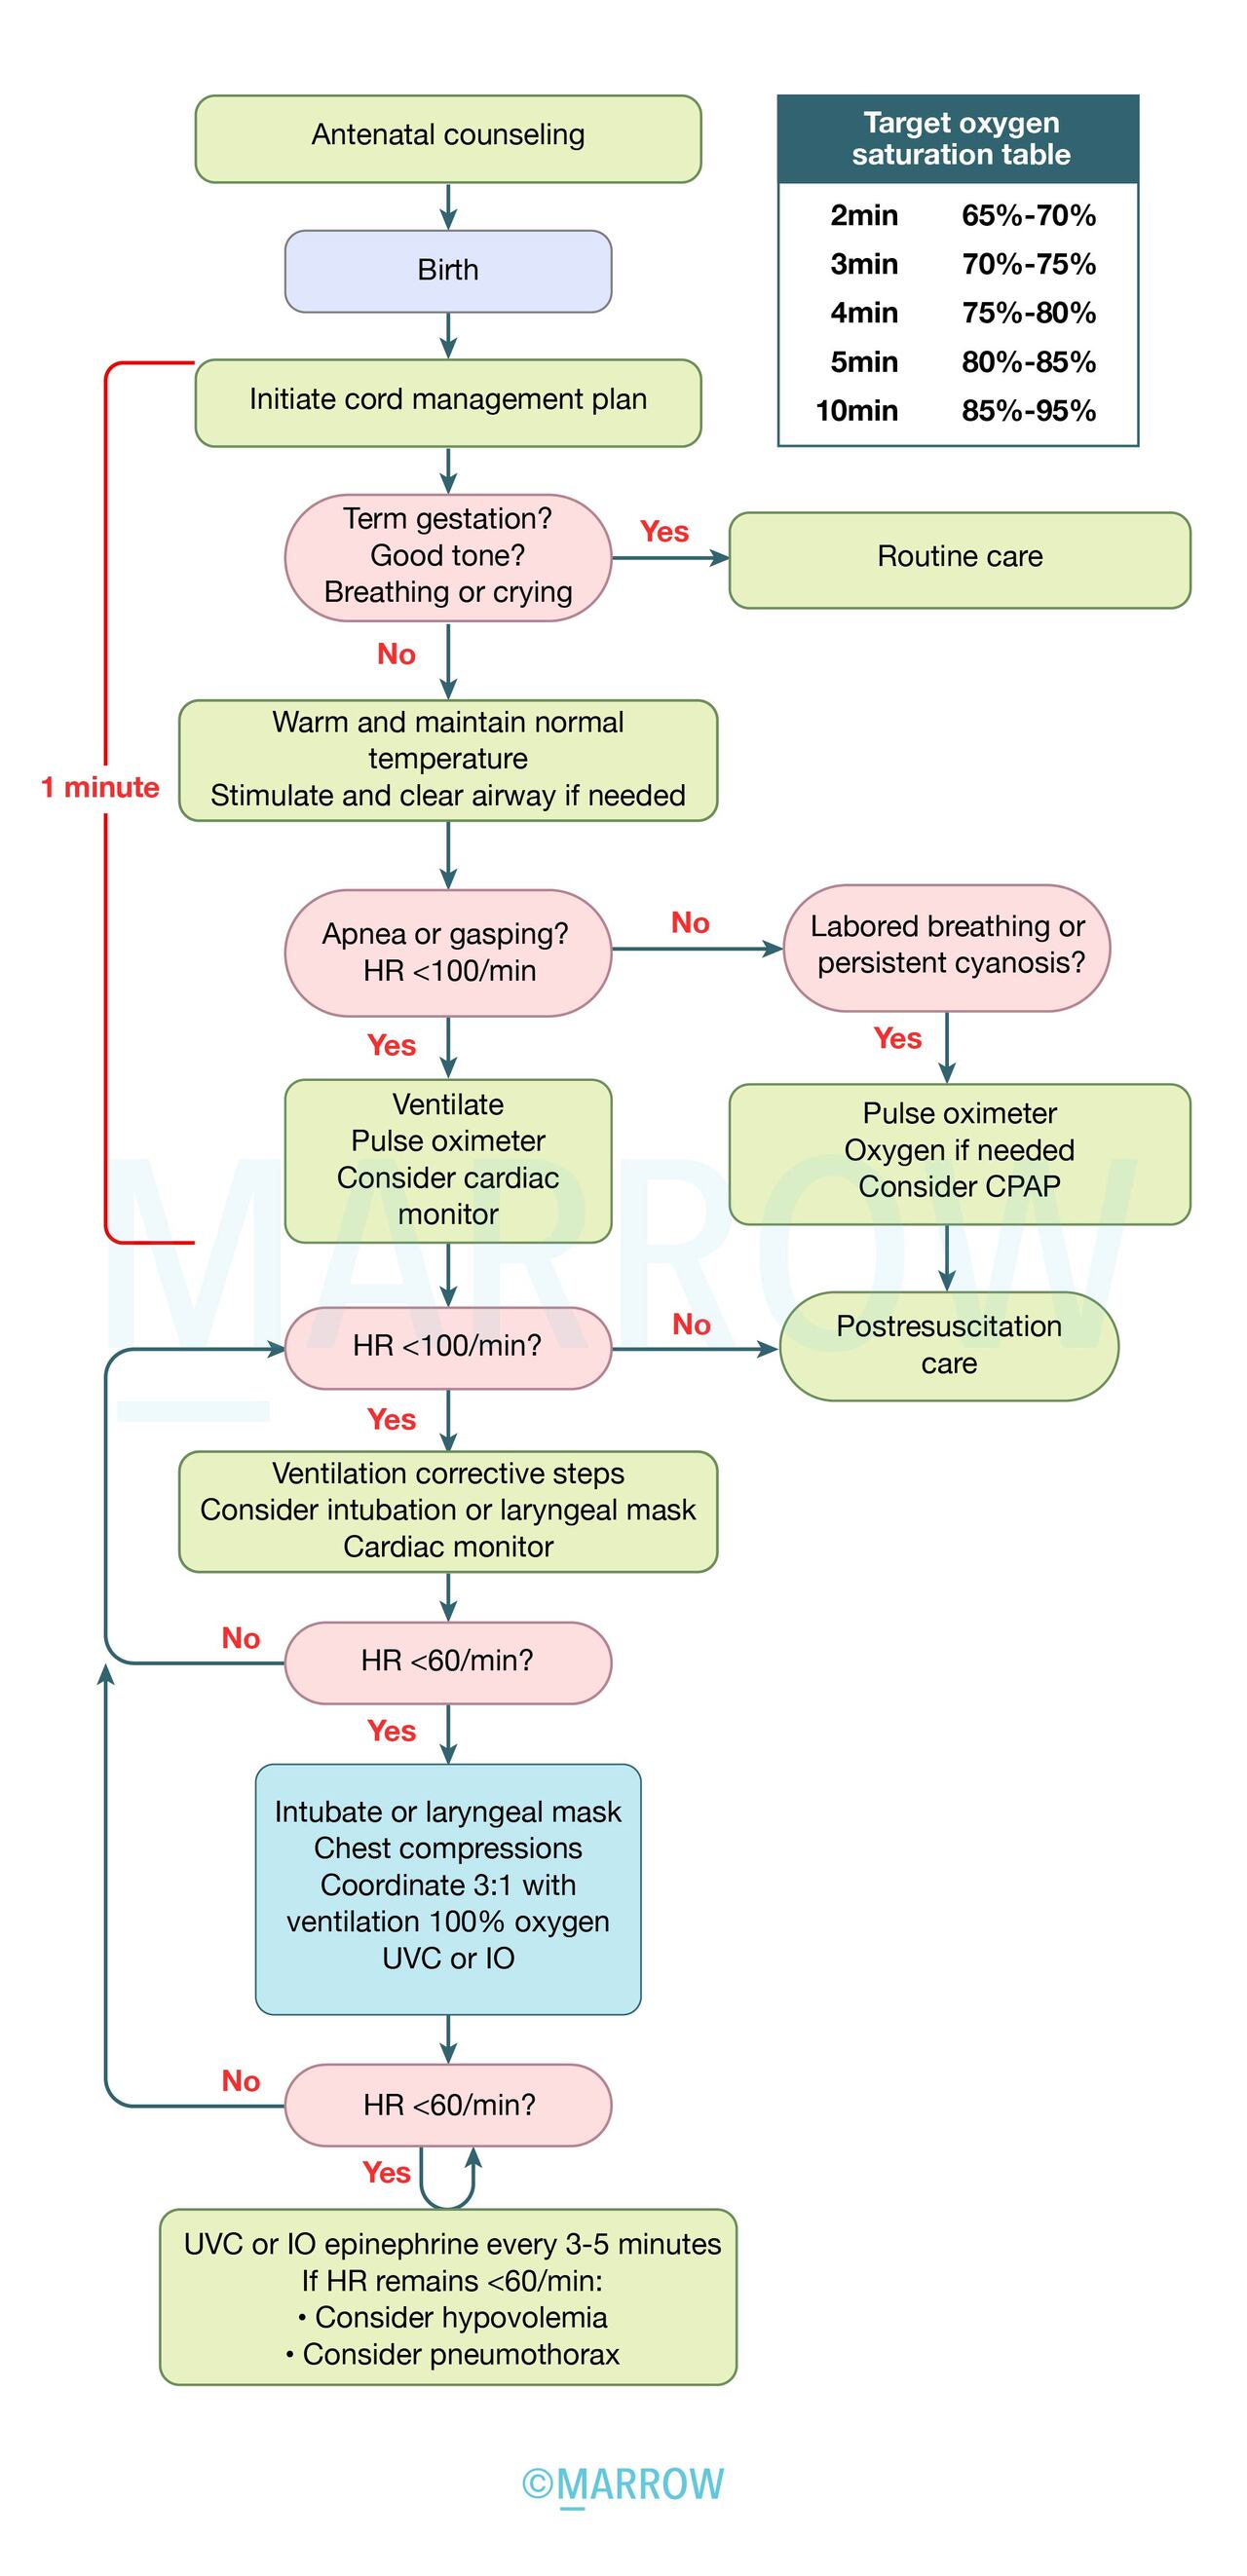 Antenatal counseling
Target oxygen
saturation table
2min 65%-70%
3min 70%-75%
4min 75%-80%
5min 80%-85%
10min 85%-95%
Birth
Initiate cord management plan
Term gestation?
Good tone?
Breathing or crying
Yes
Routine care
No
Warm and maintain normal
temperature
Stimulate and clear airway if needed
1 minute
Apnea or gasping?
HR <100/min
No
Labored breathing or
persistent cyanosis?
Yes
Yes
Ventilate
Pulse oximeter
Consider cardiac
monitor
Pulse oximeter
Oxygen if needed
Consider CPAP
MARROW
HR <100/min?
No
Postresuscitation
care
Yes
Ventilation corrective steps
Consider intubation or laryngeal mask
Cardiac monitor
No
HR <60/min?
Yes
Intubate or laryngeal mask
Chest compressions
Coordinate 3:1 with
ventilation 100% oxygen
UVC or IO
No
HR <60/min?
Yes
UVC or IO epinephrine every 3-5 minutes
If HR remains <60/min:
• Consider hypovolemia
• Consider pneumothorax
©MARROW